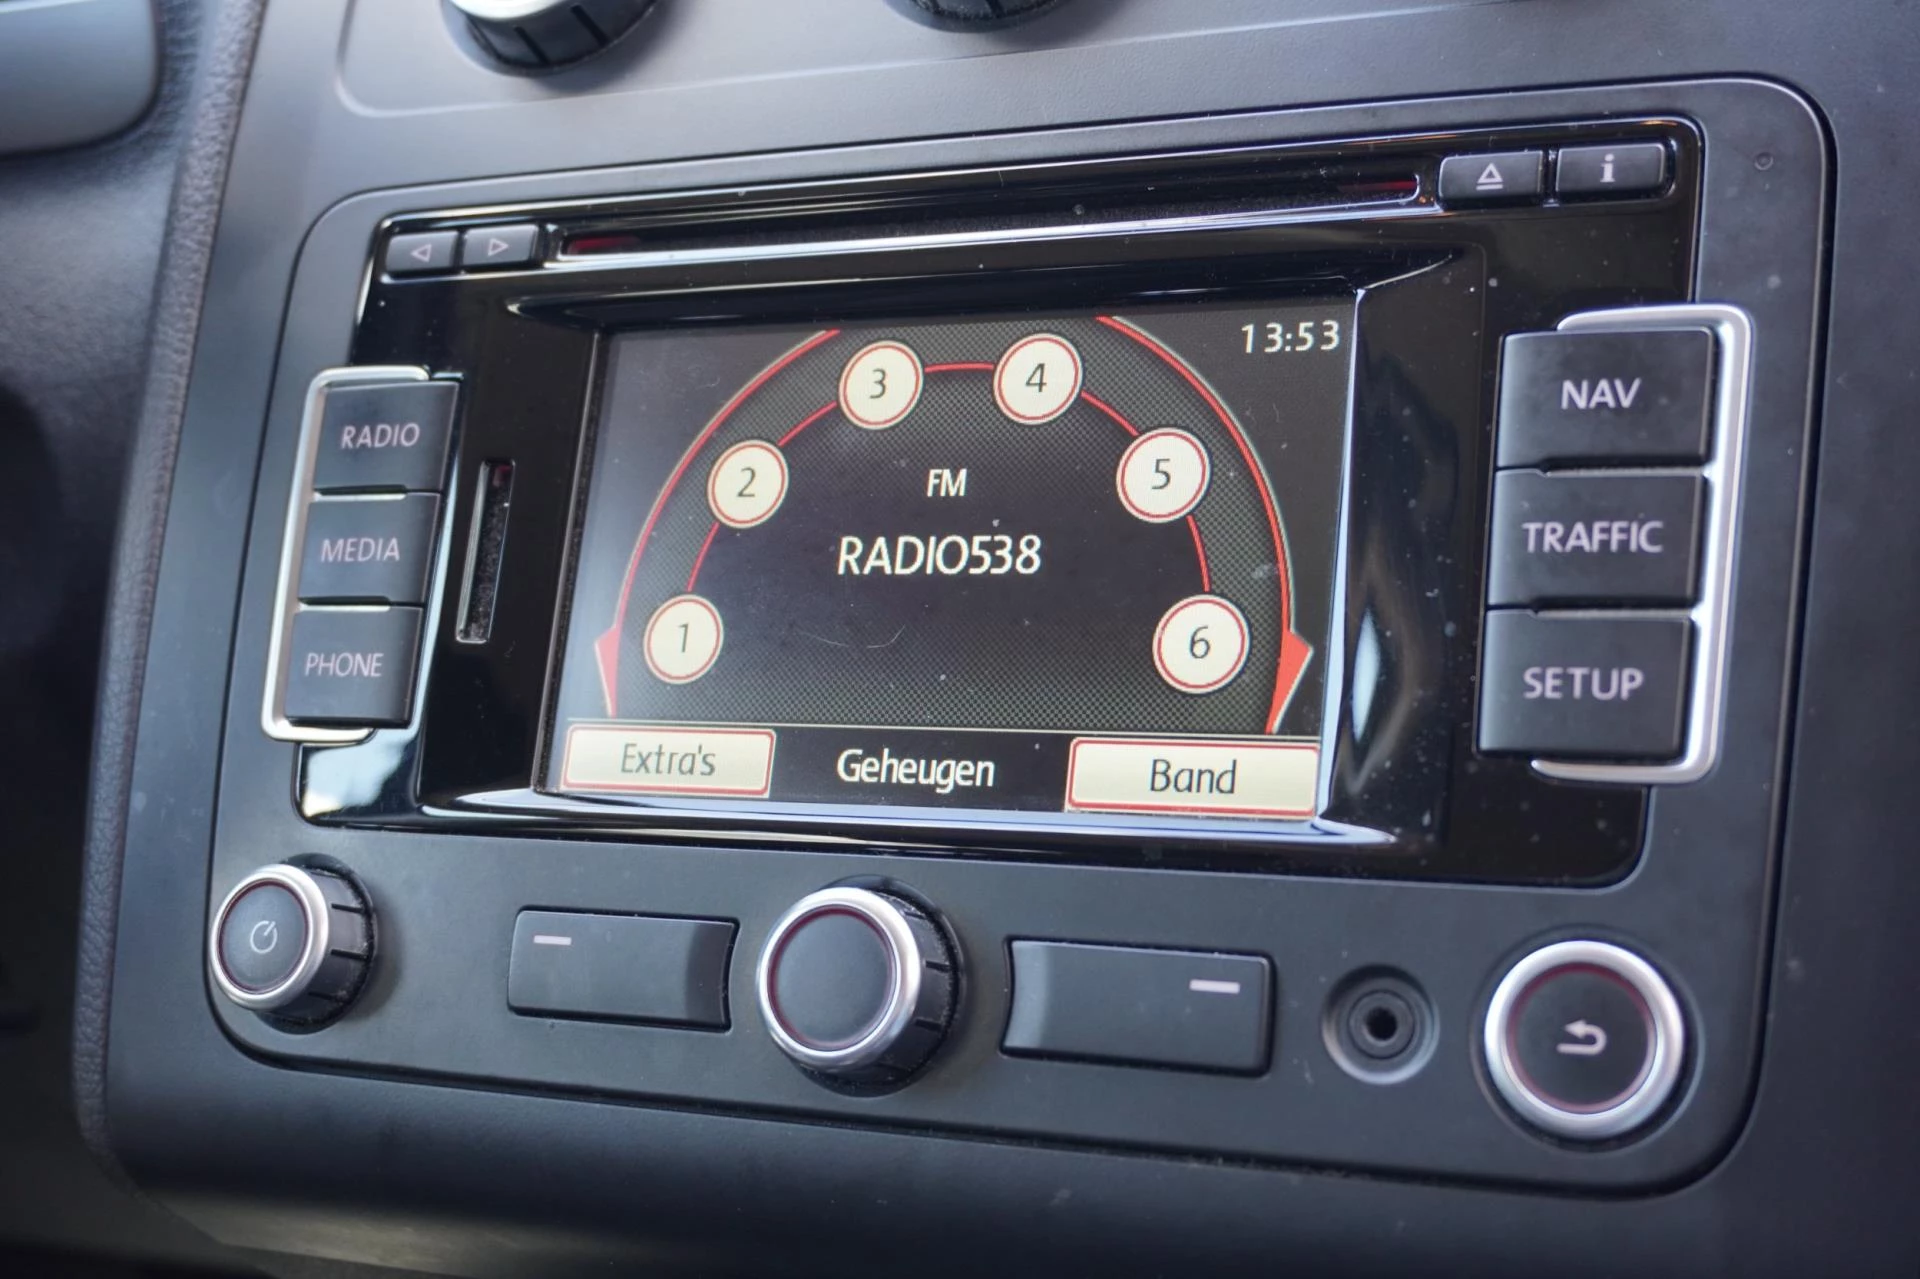 i
13:53
3
4
2
5
FM
RADIO538
1
6
Extra's
Geheugen
Band
RADIO
MEDIA
PHONE
NAV
TRAFFIC
SETUP